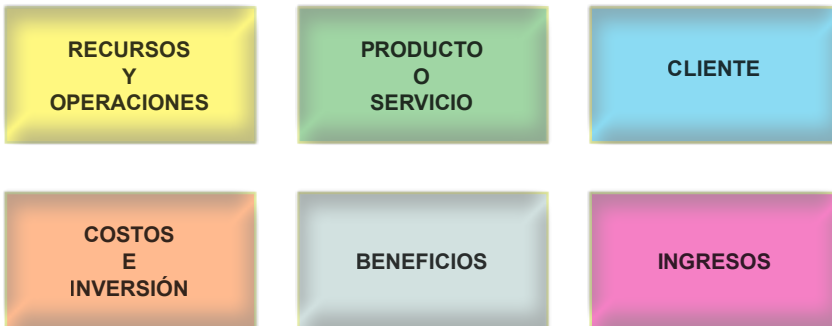 RECURSOS
Y
OPERACIONES
PRODUCTO
O
SERVICIO
CLIENTE
COSTOS
E
INVERSIÓN
BENEFICIOS
INGRESOS